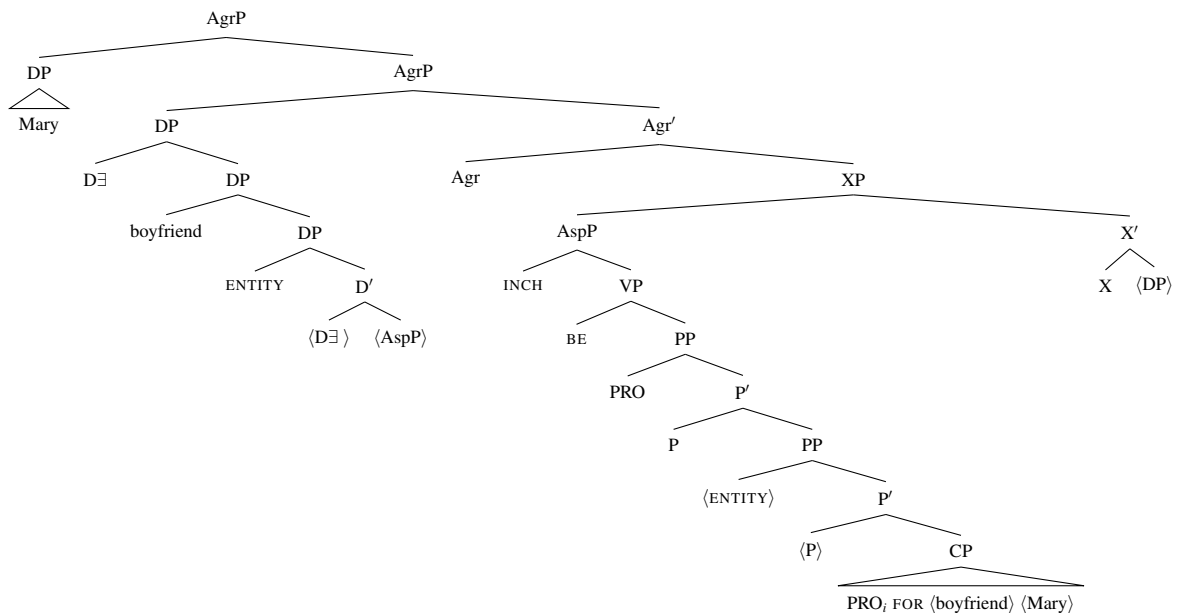 AgrP
DP AgrP
Mary DP Agr′
D∃ DP Agr XP
boyfriend DP AspP X′
ENTITY D′ INCH VP X ⟨DP⟩
⟨D∃ ⟩ ⟨AspP⟩ BE PP
PRO P′
P PP
⟨ENTITY⟩ P′
⟨P⟩ CP
PROi FOR ⟨boyfriend⟩ ⟨Mary⟩